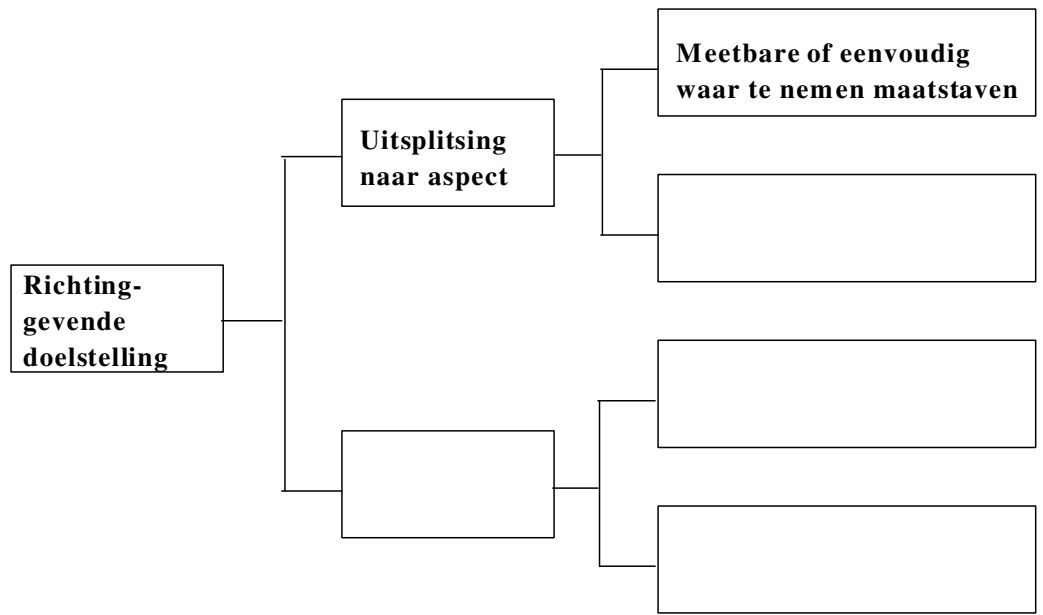 Meetbare of eenvoudig
waar te nemen maatstaven
Uitsplitsing
naar aspect
Richting-
gevende
doelstelling